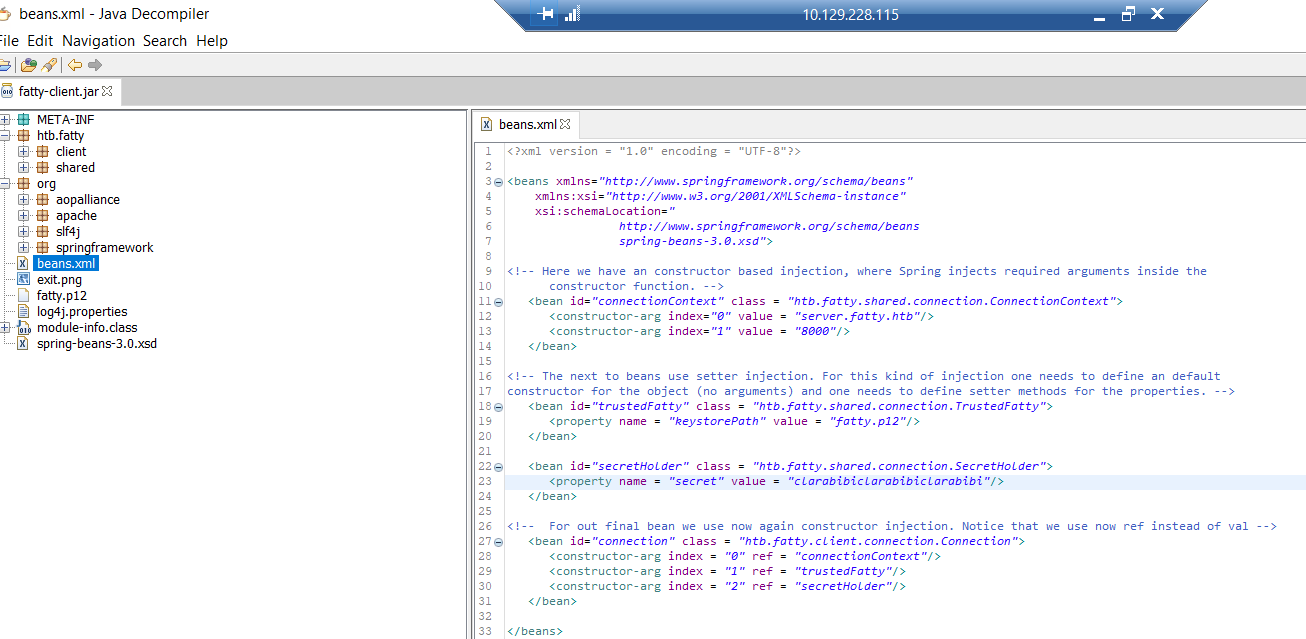 beans.xml - Java Decompiler
10.129.228.115
File Edit Navigation Search Help
fatty-client.jar
META-INF
htb.fatty
client
shared
org
aopalliance
apache
slf4j
springframework
beans.xml
exit.png
fatty.p12
log4j.properties
module-info.class
spring-beans-3.0.xsd
beans.xml
1 <?xml version = "1.0" encoding = "UTF-8"?>
2
3 <beans xmlns="http://www.springframework.org/schema/beans"
4 xmlns:xsi="http://www.w3.org/2001/XMLSchema-instance"
5 xsi:schemaLocation="
6 http://www.springframework.org/schema/beans
7 spring-beans-3.0.xsd">
8
9 <!-- Here we have an constructor based injection, where Spring injects required arguments inside the
10 constructor function. -->
11 <bean id="connectionContext" class = "htb.fatty.shared.connection.ConnectionContext">
12 <constructor-arg index="0" value = "server.fatty.htb"/>
13 <constructor-arg index="1" value = "8000"/>
14 </bean>
15
16 <!-- The next to beans use setter injection. For this kind of injection one needs to define an default
17 constructor for the object (no arguments) and one needs to define setter methods for the properties. -->
18 <bean id="trustedFatty" class = "htb.fatty.shared.connection.TrustedFatty">
19 <property name = "keystorePath" value = "fatty.p12"/>
20 </bean>
21
22 <bean id="secretHolder" class = "htb.fatty.shared.connection.SecretHolder">
23 <property name = "secret" value = "clarabibiclarabibiclarabibi"/>
24 </bean>
25
26 <!-- For out final bean we use now again constructor injection. Notice that we use now ref instead of val -->
27 <bean id="connection" class = "htb.fatty.client.connection.Connection">
28 <constructor-arg index = "0" ref = "connectionContext"/>
29 <constructor-arg index = "1" ref = "trustedFatty"/>
30 <constructor-arg index = "2" ref = "secretHolder"/>
31 </bean>
32
33 </beans>